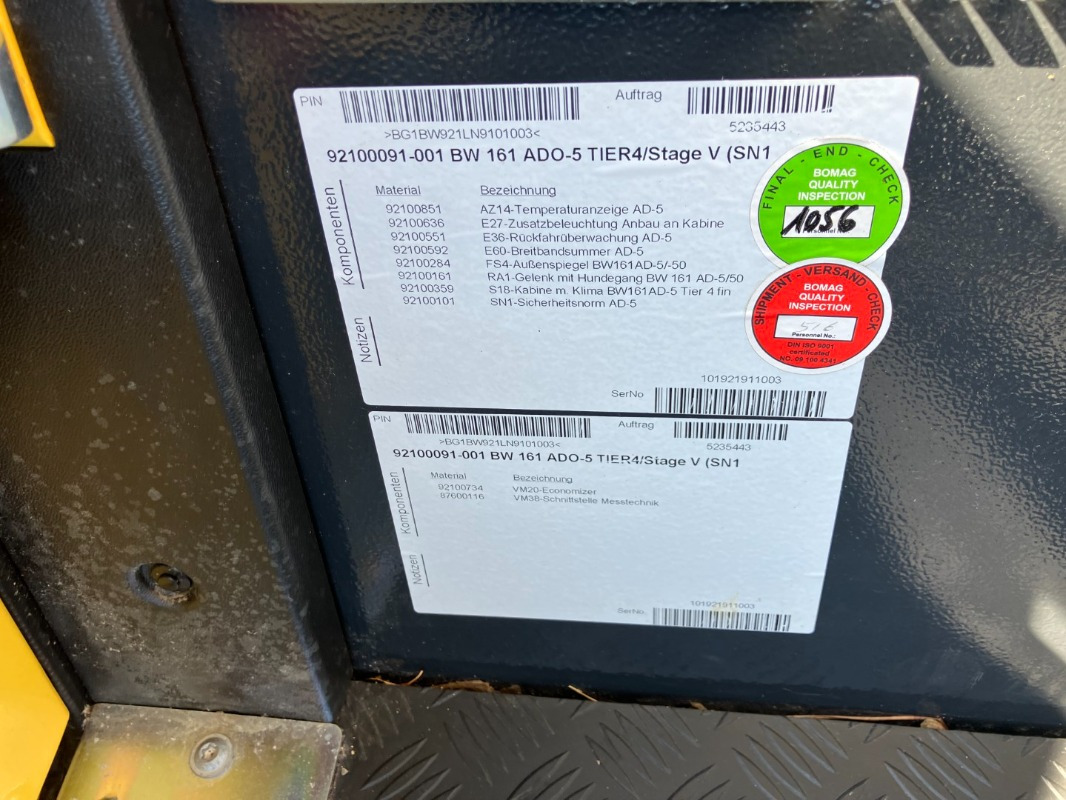 PIN
Auftrag
>BG1BW921LN9101003<
5235443
92100091-001 BW 161 ADO-5 TIER4/Stage V (SN1
Komponenten
Material Bezeichnung
92100851 AZ14-Temperaturanzeige AD-5
92100636 E27-Zusatzbeleuchtung Anbau an Kabine
92100551 E36-Rückfahrüberwachung AD-5
92100592 E60-Breitbandsummer AD-5
92100284 FS4-Außenspiegel BW161AD-5/-50
92100161 RA1-Gelenk mit Hundegang BW 161 AD-5/50
92100359 S18-Kabine m. Klima BW161AD-5 Tier 4 fin
92100101 SN1-Sicherheitsnorm AD-5
Notizen
101921911003
SerNo
FINAL - END - CHECK
BOMAG
QUALITY
INSPECTION
1056
SHIPMENT - VERSAND - CHECK
BOMAG
QUALITY
INSPECTION
Personnel No.:
DIN ISO 9001
certificated
PIN
Auftrag
>BG1BW921LN9101003<
5235443
92100091-001 BW 161 ADO-5 TIER4/Stage V (SN1
Komponenten
Material Bezeichnung
92100734 VM20-Economizer
87600116 VM38-Schnittstelle Messtechnik
Notizen
101921911003
SerNo